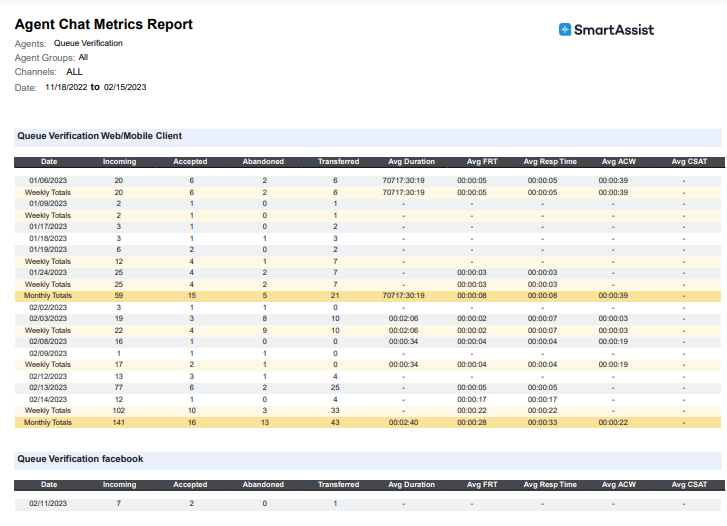 Agent Chat Metrics Report
SmartAssist
Agents: Queue Verification
Agent Groups: All
Channels: ALL
Date: 11/18/2022 to 02/15/2023
Queue Verification Web/Mobile Client
Date Incoming Accepted Abandoned Transferred Avg Duration Avg FRT Avg Resp Time Avg ACW Avg CSAT
01/06/2023 20 6 2 6 70717:30:19 00:00:05 00:00:05 00:00:39 -
Weekly Totals 20 6 2 6 70717:30:19 00:00:05 00:00:05 00:00:39 -
01/09/2023 2 1 0 1 - - - - -
Weekly Totals 2 1 0 1 - - - - -
01/17/2023 3 1 0 2 - - - - -
01/18/2023 3 1 1 3 - - - - -
01/19/2023 6 2 0 2 - - - - -
Weekly Totals 12 4 1 7 - - - - -
01/24/2023 25 4 2 7 - 00:00:03 00:00:03 - -
Weekly Totals 25 4 2 7 - 00:00:03 00:00:03 - -
Monthly Totals 59 15 5 21 70717:30:19 00:00:08 00:00:08 00:00:39 -
02/02/2023 3 1 1 0 - - - - -
02/03/2023 19 3 8 10 00:02:06 00:00:02 00:00:07 00:00:03 -
Weekly Totals 22 4 9 10 00:02:06 00:00:02 00:00:07 00:00:03 -
02/08/2023 16 1 0 0 00:00:34 00:00:04 00:00:04 00:00:19 -
02/09/2023 1 1 1 0 - - - - -
Weekly Totals 17 2 1 0 00:00:34 00:00:04 00:00:04 00:00:19 -
02/12/2023 13 3 1 4 - - - - -
02/13/2023 77 6 2 25 - 00:00:05 00:00:05 - -
02/14/2023 12 1 0 4 - 00:00:17 00:00:17 - -
Weekly Totals 102 10 3 33 - 00:00:22 00:00:22 - -
Monthly Totals 141 16 13 43 00:02:40 00:00:28 00:00:33 00:00:22 -
Queue Verification facebook
Date Incoming Accepted Abandoned Transferred Avg Duration Avg FRT Avg Resp Time Avg ACW Avg CSAT
02/11/2023 7 2 0 1 - - - - -